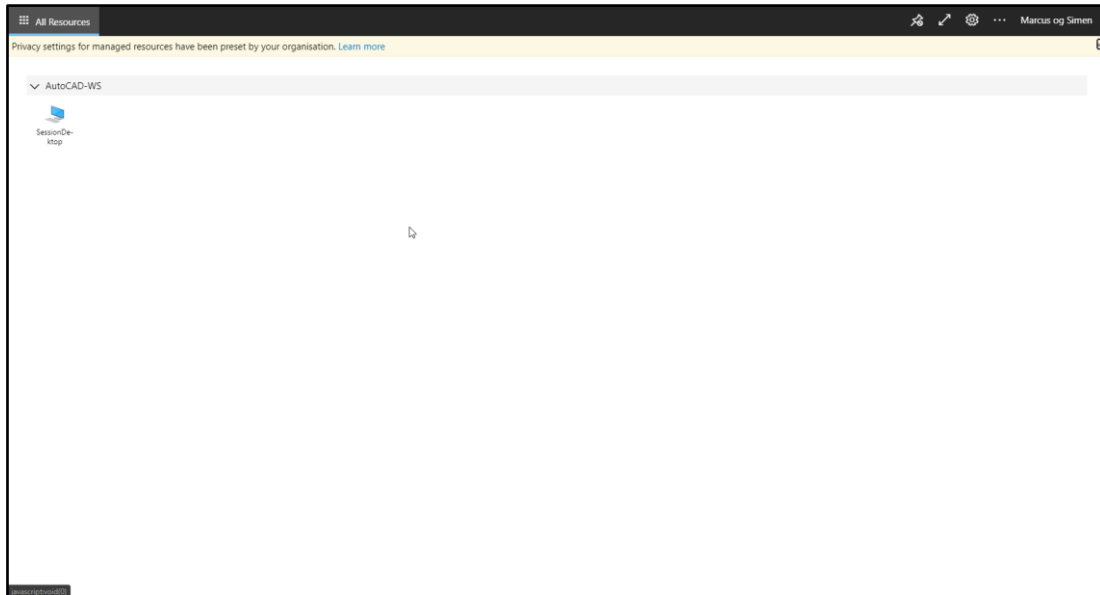 All Resources
Marcus og Simen
Privacy settings for managed resources have been preset by your organisation. Learn more
AutoCAD-WS
SessionDe-
ktop
javascript:void(0)